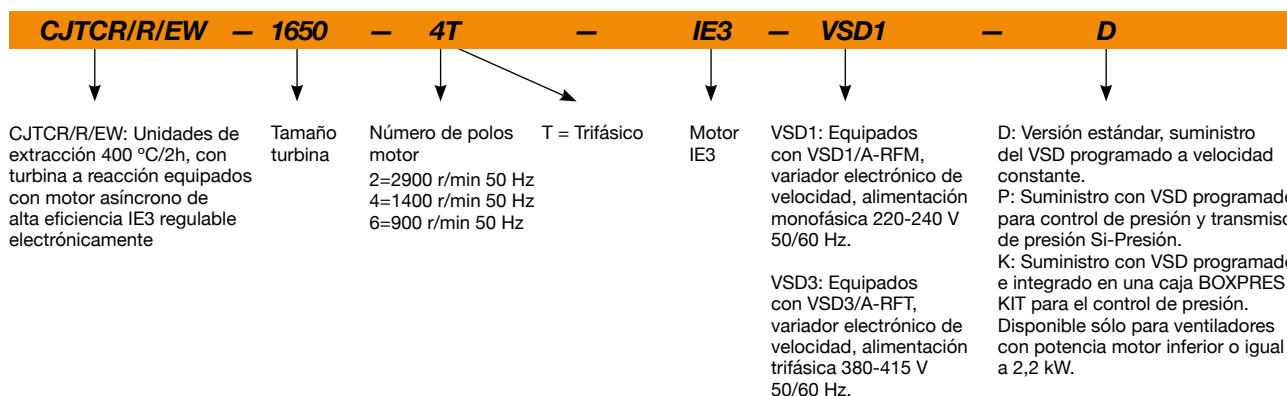 CJTCR/R/EW — 1650 — 4T — IE3 — VSD1 — D
CJTCR/R/EW: Unidades de
extracción 400 ºC/2h, con
turbina a reacción equipados
con motor asíncrono de
alta eficiencia IE3 regulable
electrónicamente
Tamaño
turbina
Número de polos
motor
2=2900 r/min 50 Hz
4=1400 r/min 50 Hz
6=900 r/min 50 Hz
T = Trifásico
Motor
IE3
VSD1: Equipados
con VSD1/A-RFM,
variador electrónico de
velocidad, alimentación
monofásica 220-240 V
50/60 Hz.
VSD3: Equipados
con VSD3/A-RFT,
variador electrónico de
velocidad, alimentación
trifásica 380-415 V
50/60 Hz.
D: Versión estándar, suministro
del VSD programado a velocidad
constante.
P: Suministro con VSD programado
para control de presión y
de presión Si-Presión.
K: Suministro con VSD programado
e integrado en una caja BOXPRES
KIT para el control de presión.
Disponible sólo para ventiladores
con potencia motor inferior o igual
a 2,2 kW.